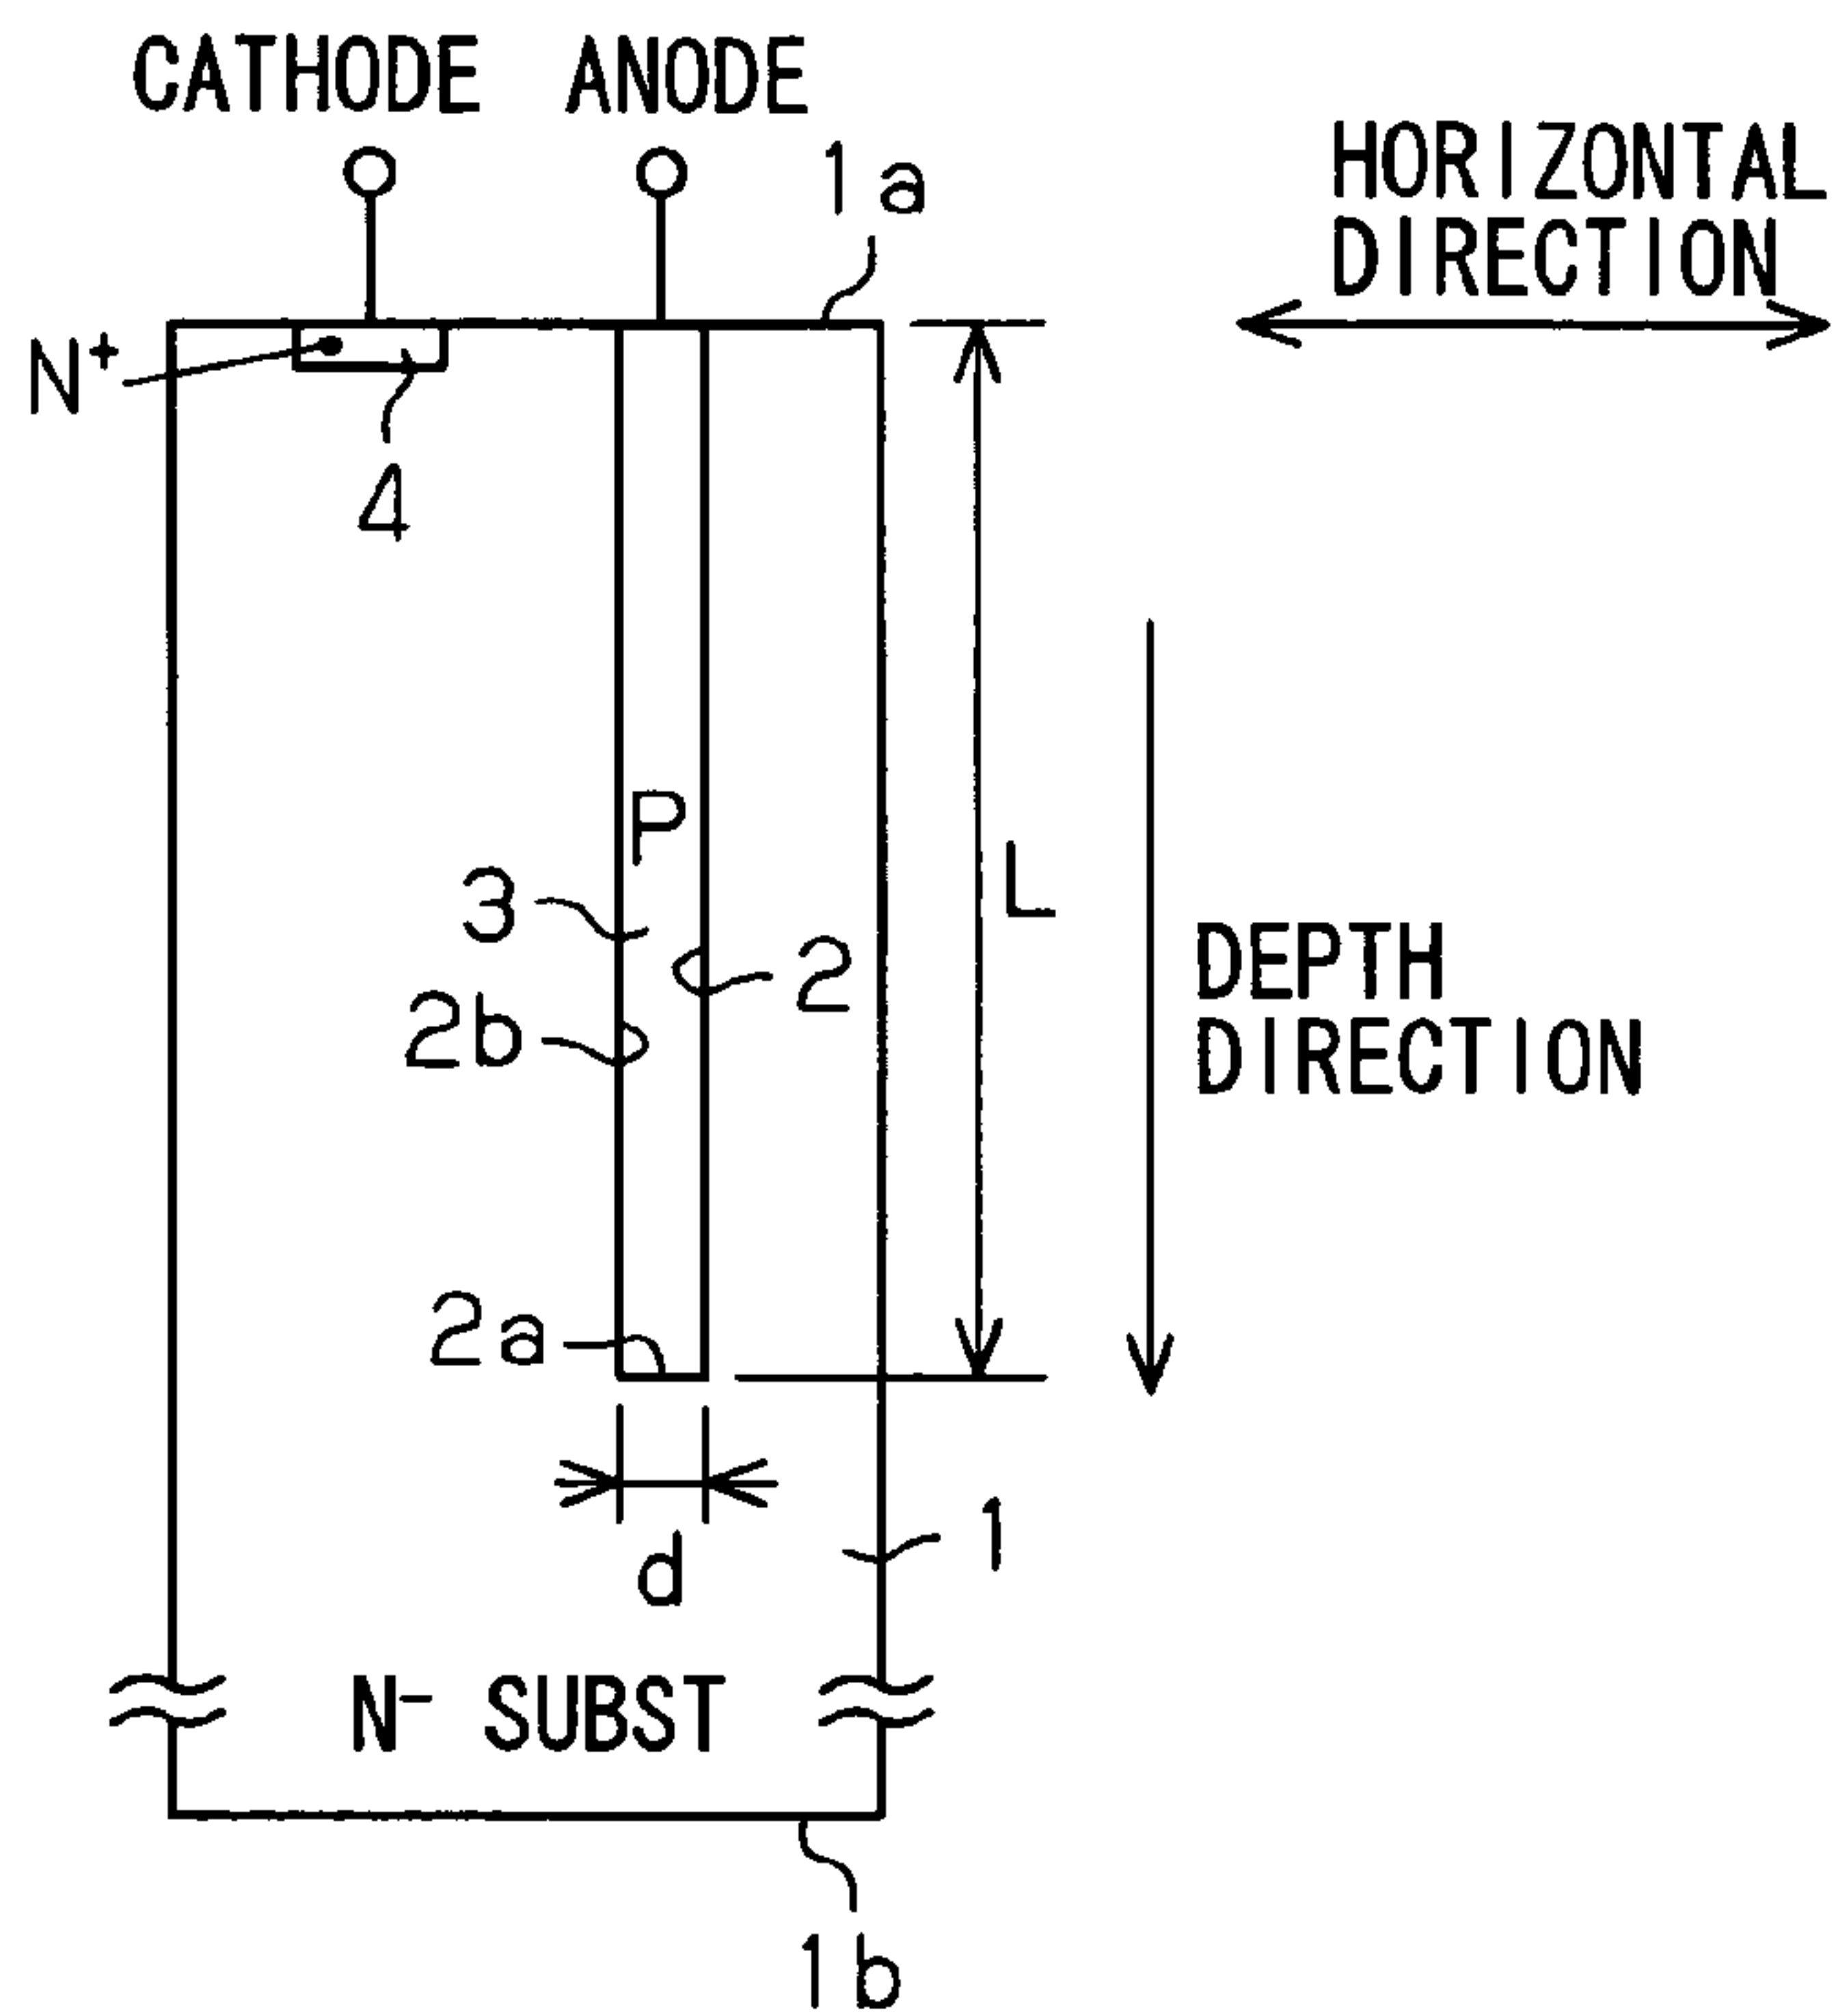 CATHODE ANODE
1a
HORIZONTAL
DIRECTION
N+
4
P
3
L
2
2b
DEPTH
DIRECTION
2a
d
1
N- SUBST
1b